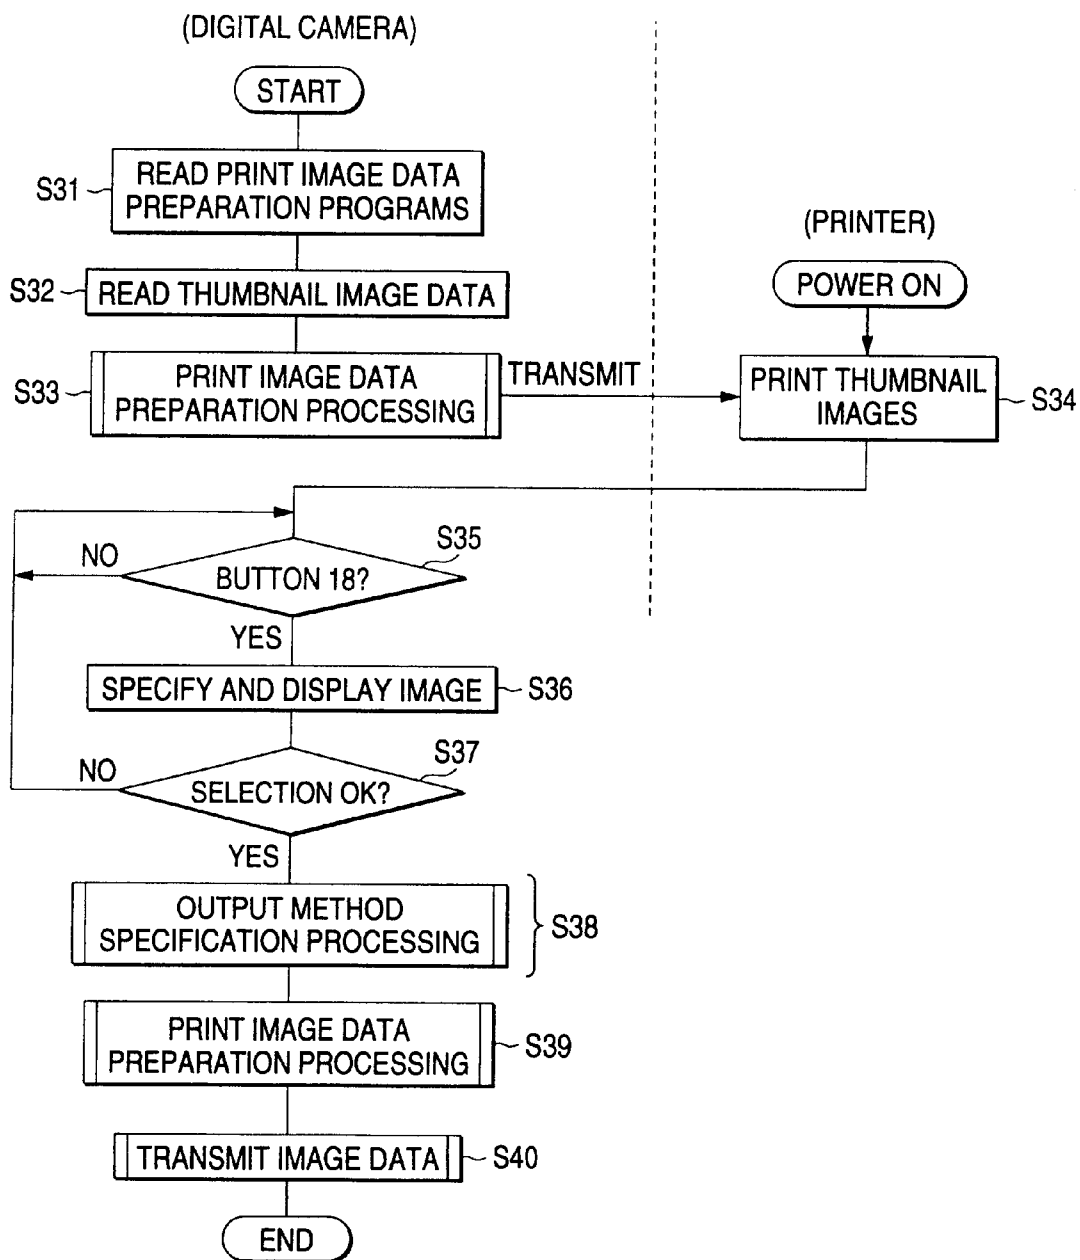 (DIGITAL CAMERA)
START
S31
READ PRINT IMAGE DATA
PREPARATION PROGRAMS
(PRINTER)
S32
READ THUMBNAIL IMAGE DATA
POWER ON
S33
PRINT IMAGE DATA
PREPARATION PROCESSING
TRANSMIT
PRINT THUMBNAIL
IMAGES
S34
S35
NO
BUTTON 18?
YES
SPECIFY AND DISPLAY IMAGE
S36
S37
NO
SELECTION OK?
YES
OUTPUT METHOD
SPECIFICATION PROCESSING
S38
PRINT IMAGE DATA
PREPARATION PROCESSING
S39
TRANSMIT IMAGE DATA
S40
END